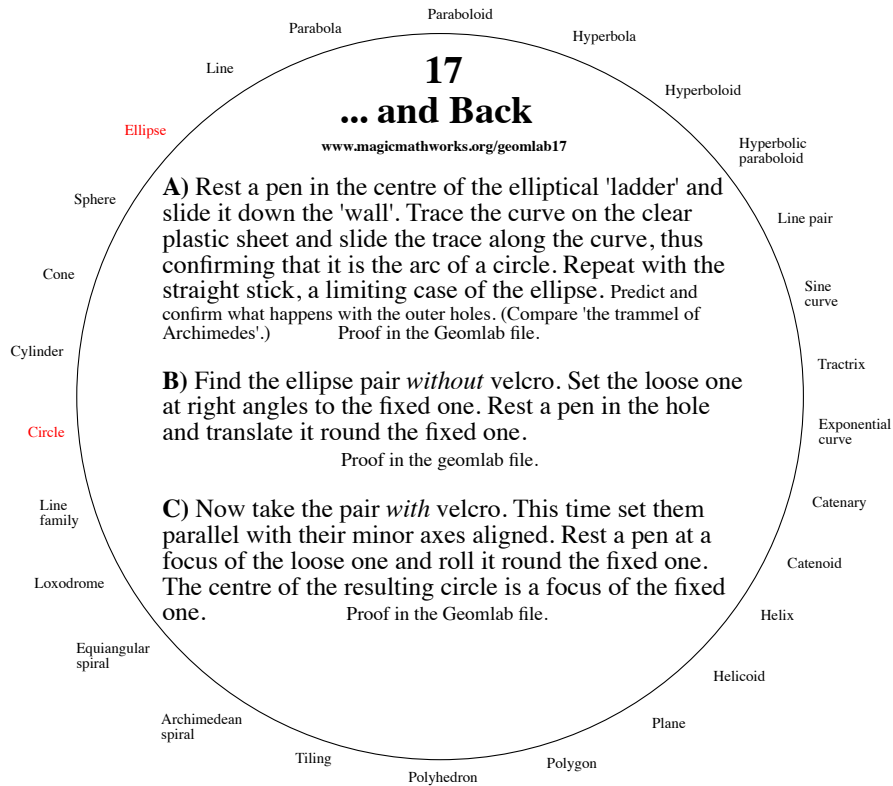 Paraboloid
Parabola
Hyperbola
Line
Hyperboloid
Ellipse
Hyperbolic
paraboloid
Sphere
Line pair
Cone
Sine
curve
Cylinder
Tractrix
Circle
Exponential
curve
Line
family
Catenary
Loxodrome
Catenoid
Equiangular
spiral
Helix
Archimedean
spiral
Helicoid
Tiling
Plane
Polyhedron
Polygon
17
... and Back
www.magicmathworks.org/geomlab17
A) Rest a pen in the centre of the elliptical 'ladder' and
slide it down the 'wall'. Trace the curve on the clear
plastic sheet and slide the trace along the curve, thus
confirming that it is the arc of a circle. Repeat with the
straight stick, a limiting case of the ellipse. Predict and
confirm what happens with the outer holes. (Compare 'the trammel of
Archimedes'.) Proof in the Geomlab file.
B) Find the ellipse pair without velcro. Set the loose one
at right angles to the fixed one. Rest a pen in the hole
and translate it round the fixed one.
Proof in the geomlab file.
C) Now take the pair with velcro. This time set them
parallel with their minor axes aligned. Rest a pen at a
focus of the loose one and roll it round the fixed one.
The centre of the resulting circle is a focus of the fixed
one. Proof in the Geomlab file.